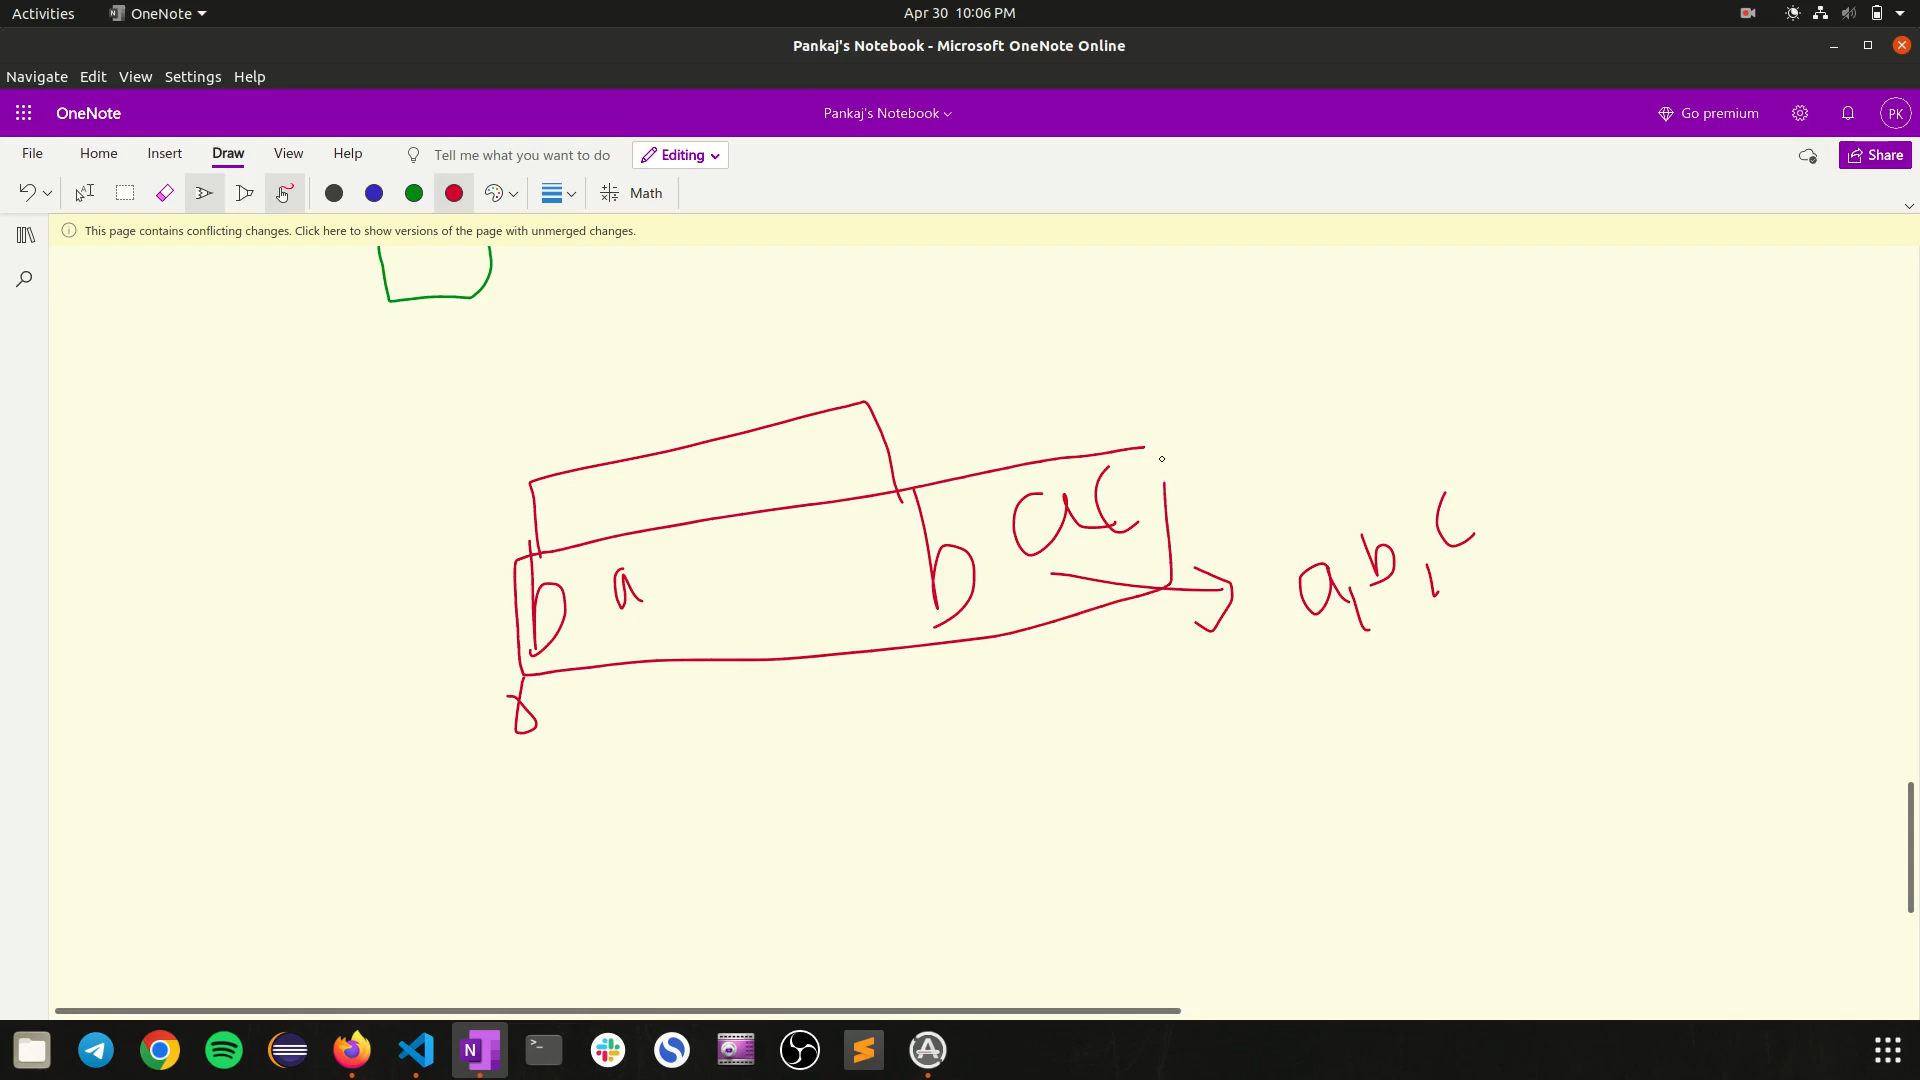 Activities OneNote Apr 30 10:06 PM
Pankaj's Notebook - Microsoft OneNote Online
Navigate Edit View Settings Help
OneNote Pankaj's Notebook Go premium PK
File Home Insert Draw View Help Tell me what you want to do Editing Share
Math
This page contains conflicting changes. Click here to show versions of the page with unmerged changes.
b a b ac a, b, c